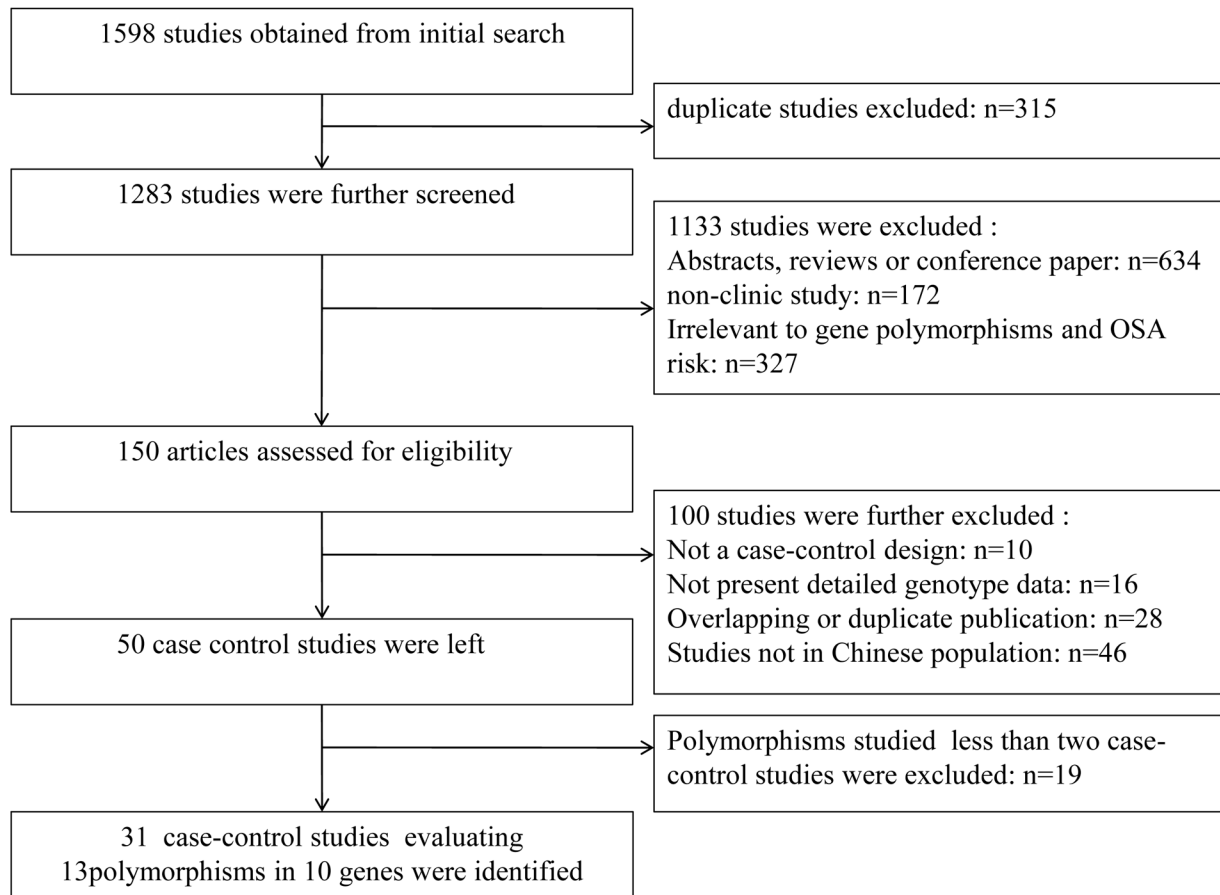 1598 studies obtained from initial search
duplicate studies excluded: n=315
1283 studies were further screened
1133 studies were excluded :
Abstracts, reviews or conference paper: n=634
non-clinic study: n=172
Irrelevant to gene polymorphisms and OSA
risk: n=327
150 articles assessed for eligibility
100 studies were further excluded :
Not a case-control design: n=10
Not present detailed genotype data: n=16
Overlapping or duplicate publication: n=28
Studies not in Chinese population: n=46
50 case control studies were left
Polymorphisms studied  less than two case-
control studies were excluded: n=19
31  case-control studies  evaluating
13polymorphisms in 10 genes were identified